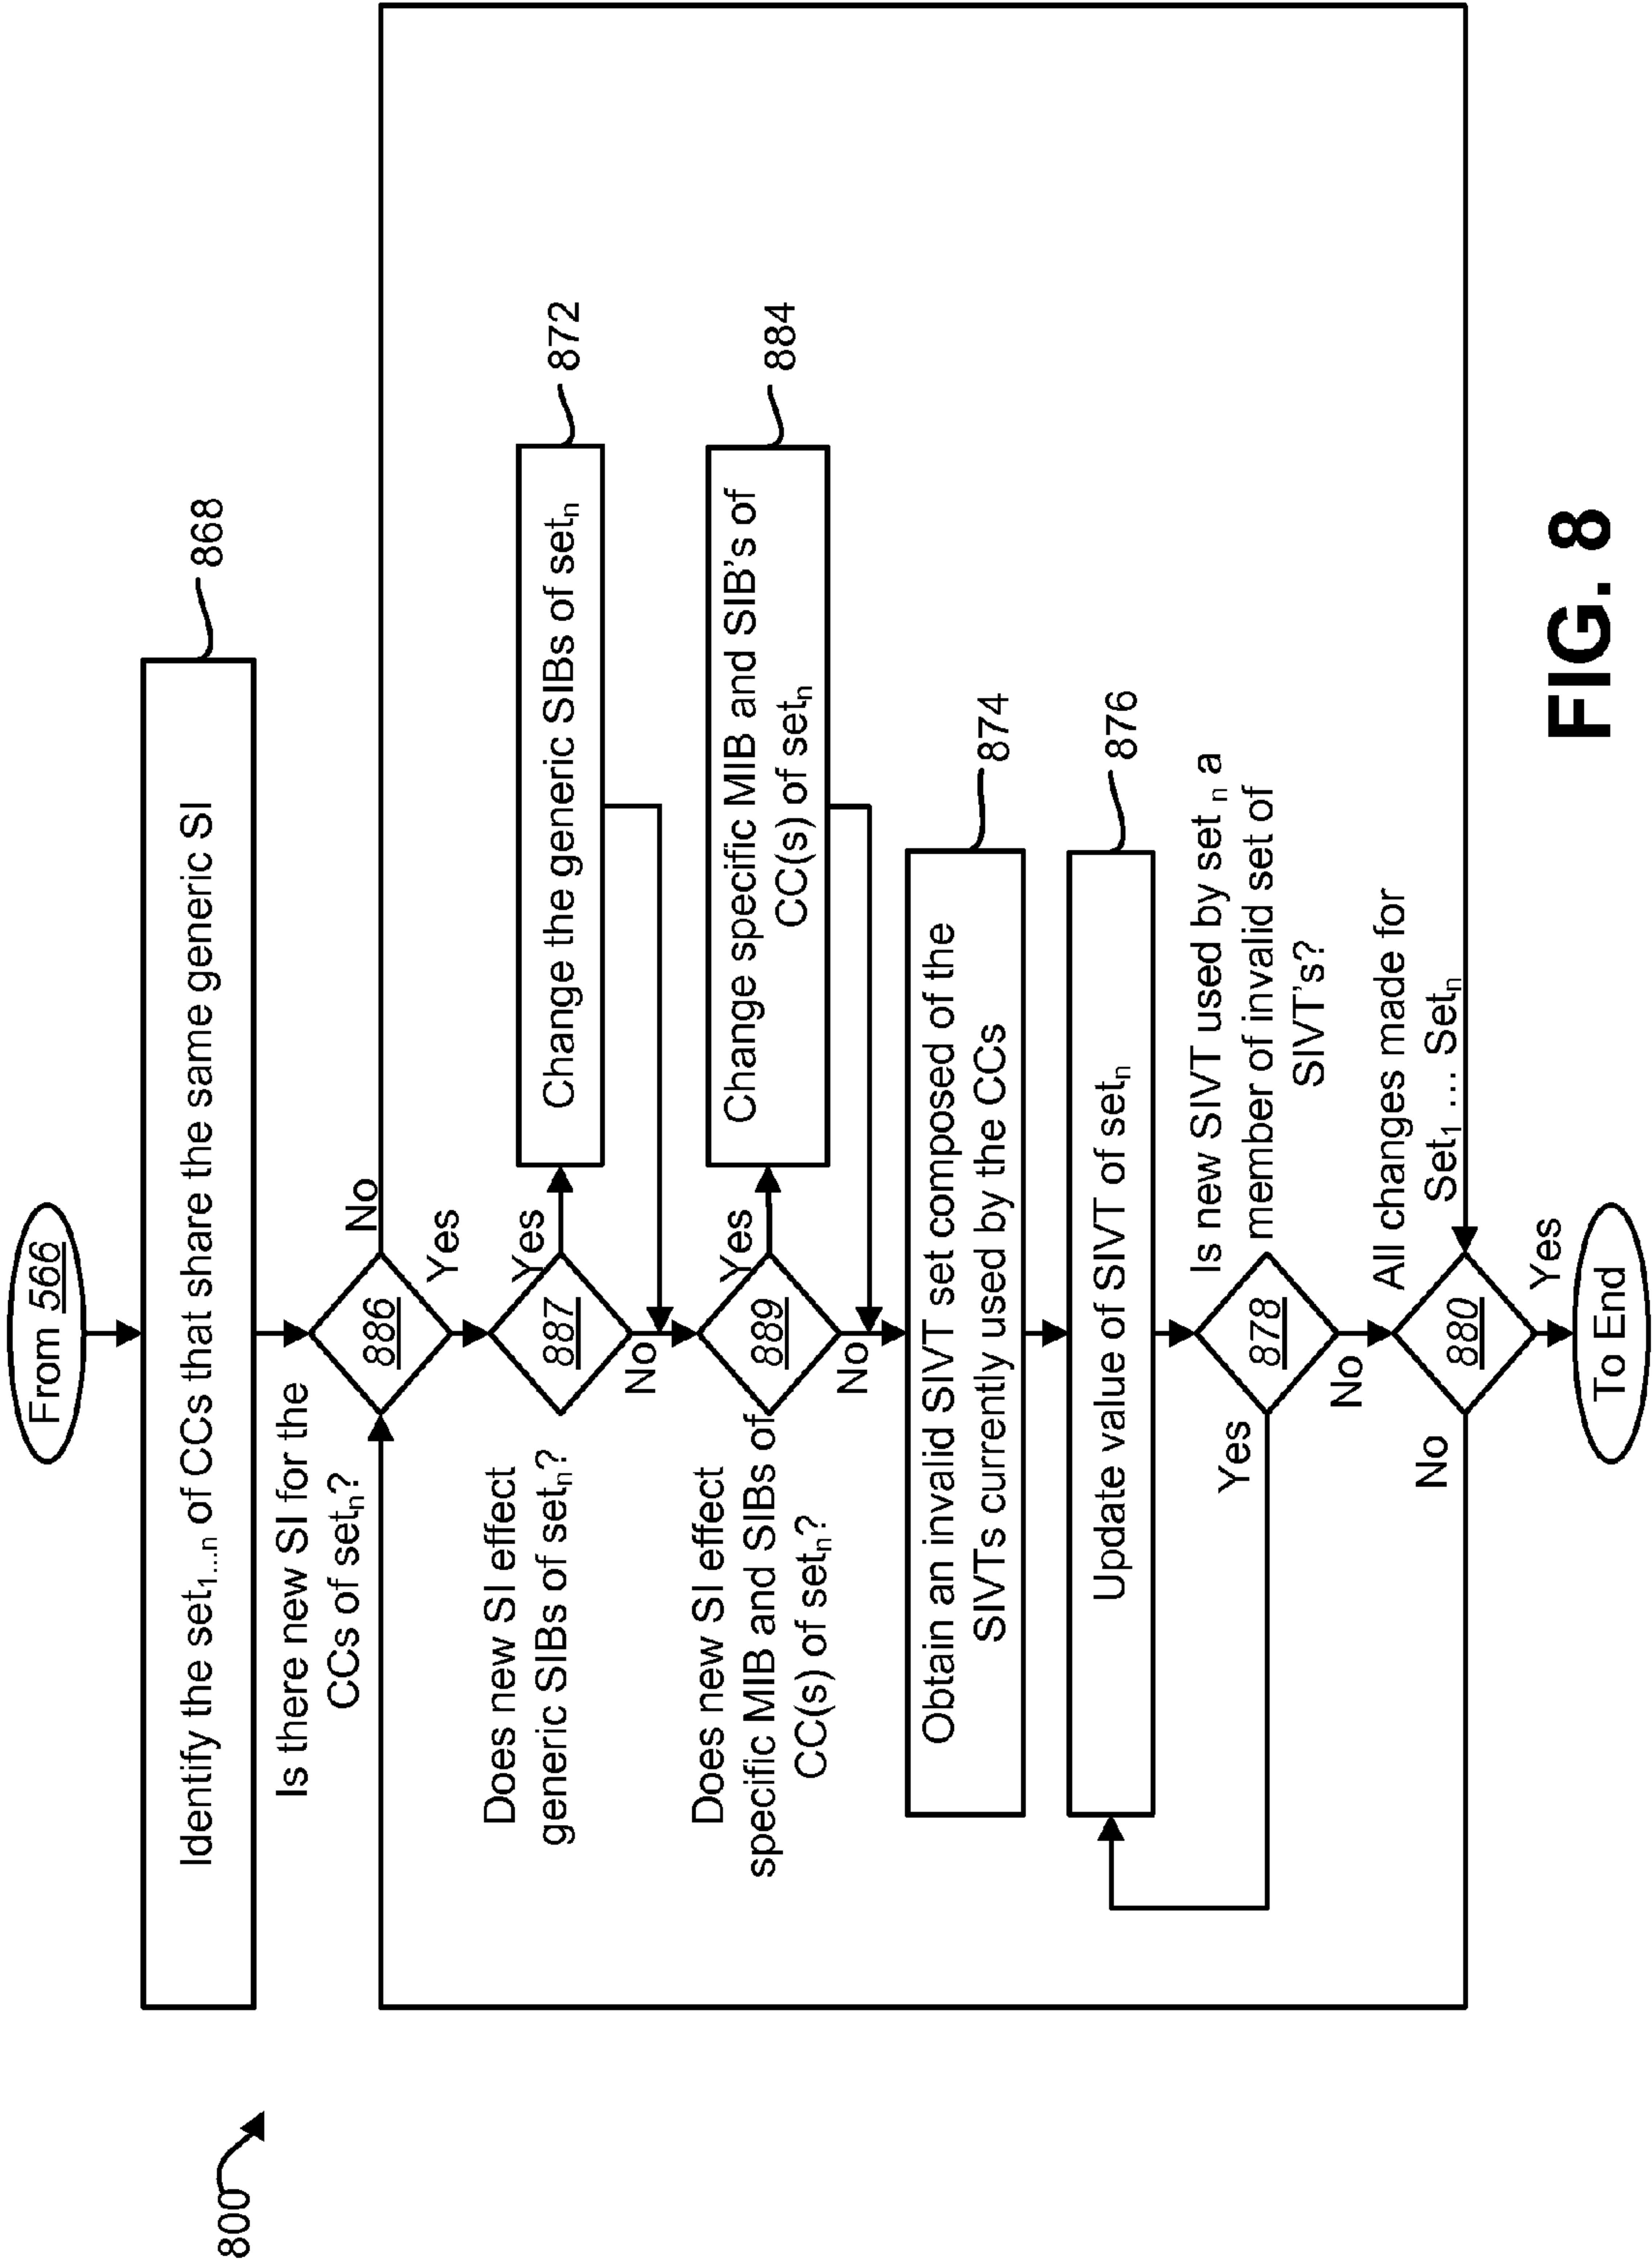 800
From 566
Identify the set1...n of CCs that share the same generic SI
868
Is there new SI for the
CCs of setn?
886
No
Yes
Does new SI effect
generic SIBs of setn?
887
Yes
No
Change the generic SIBs of setn
872
Does new SI effect
specific MIB and SIBs of
CC(s) of setn?
889
Yes
No
Change specific MIB and SIB's of
CC(s) of setn
884
Obtain an invalid SIVT set composed of the
SIVTs currently used by the CCs
874
Update value of SIVT of setn
876
Is new SIVT used by set n a
member of invalid set of
SIVT's?
878
Yes
No
All changes made for
Set1 ... Setn
880
No
Yes
To End
FIG. 8